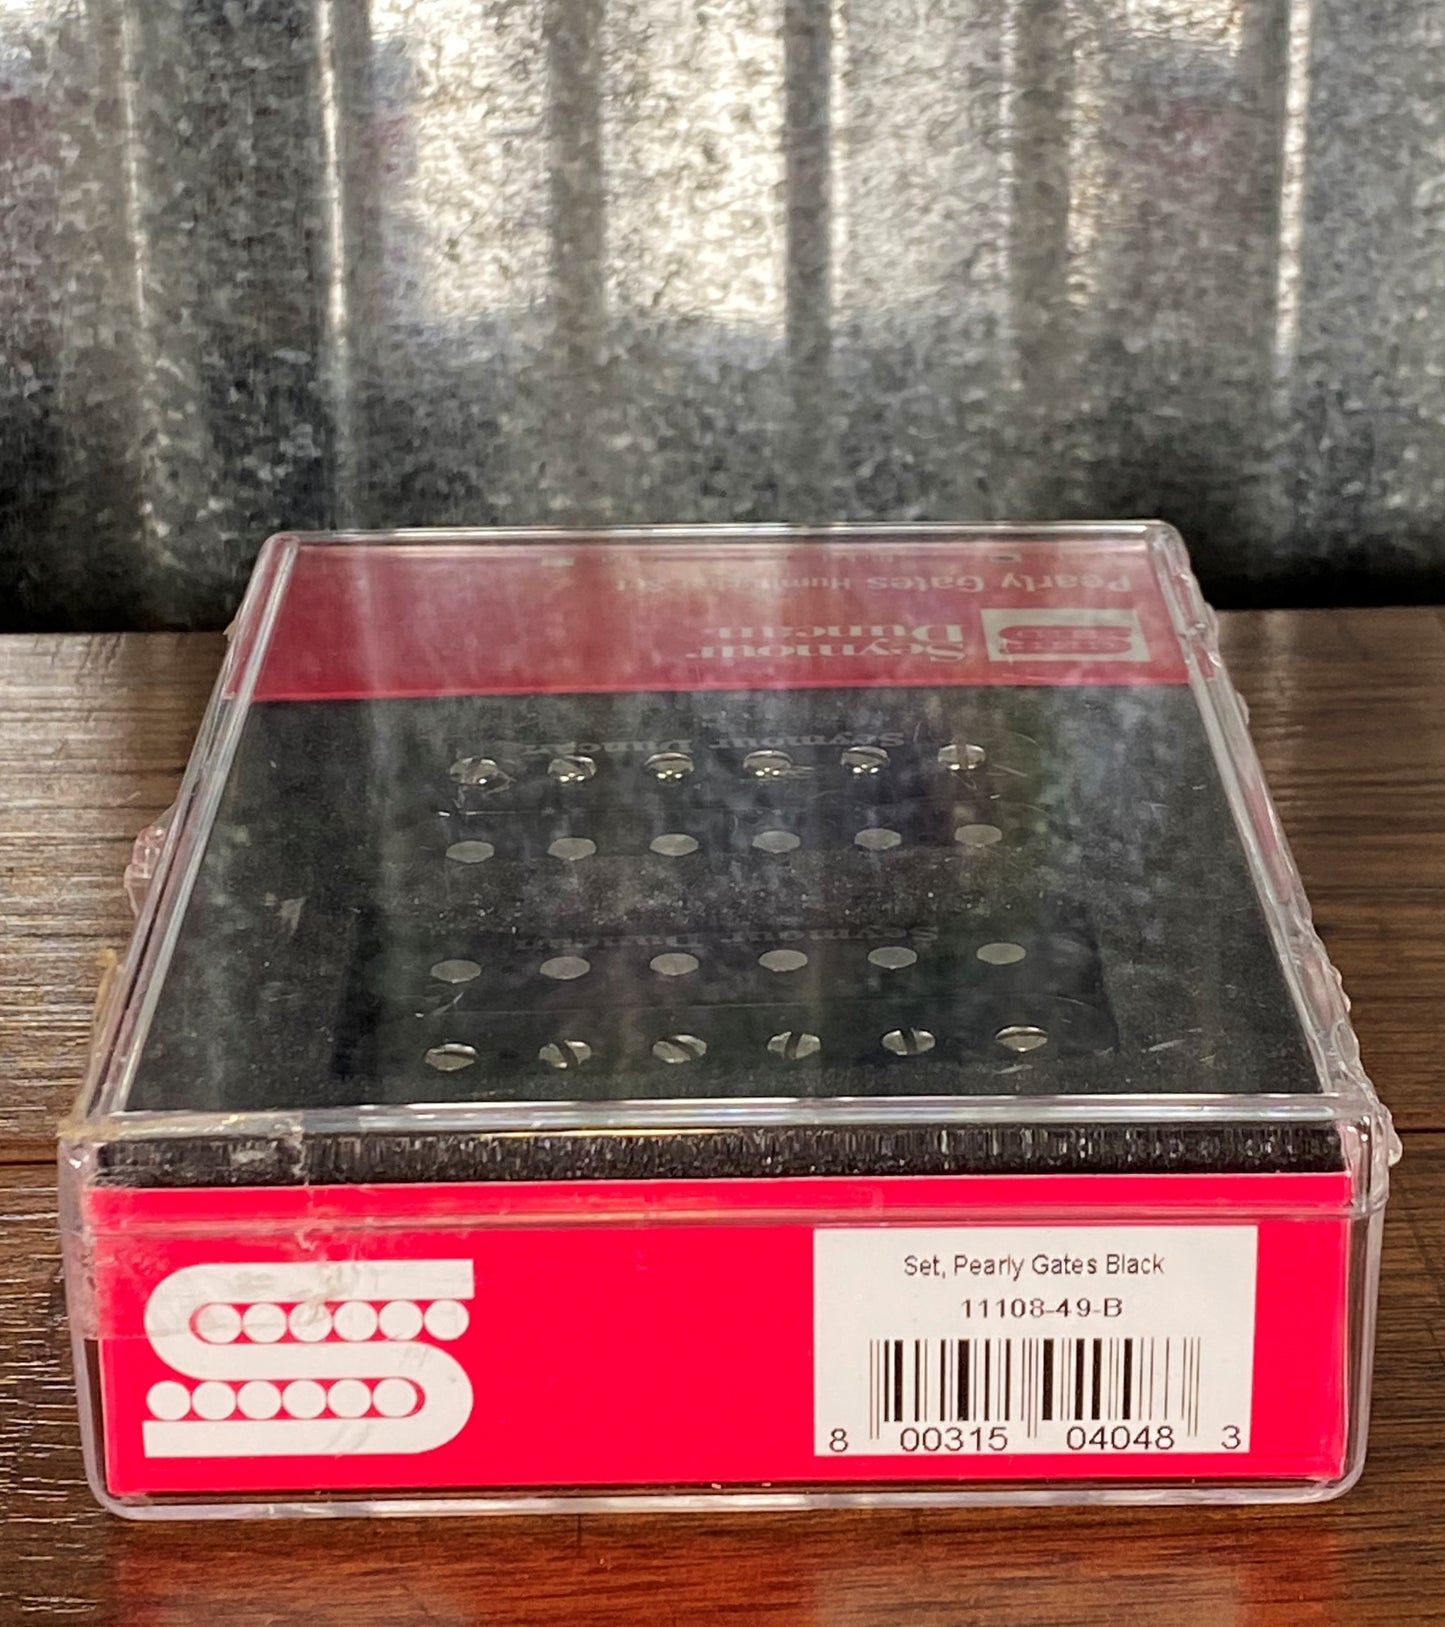 Pearly Gates Humbucker Set
Seymour
Duncan
Seymour Duncan
Seymour Duncan
Set, Pearly Gates Black
11108-49-B
8 00315 04048 3